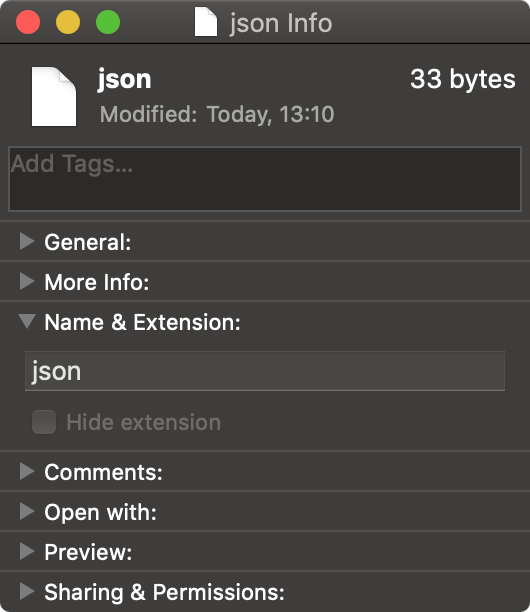 json Info
json
33 bytes
Modified: Today, 13:10
Add Tags...
General:
More Info:
Name & Extension:
json
Hide extension
Comments:
Open with:
Preview:
Sharing & Permissions: